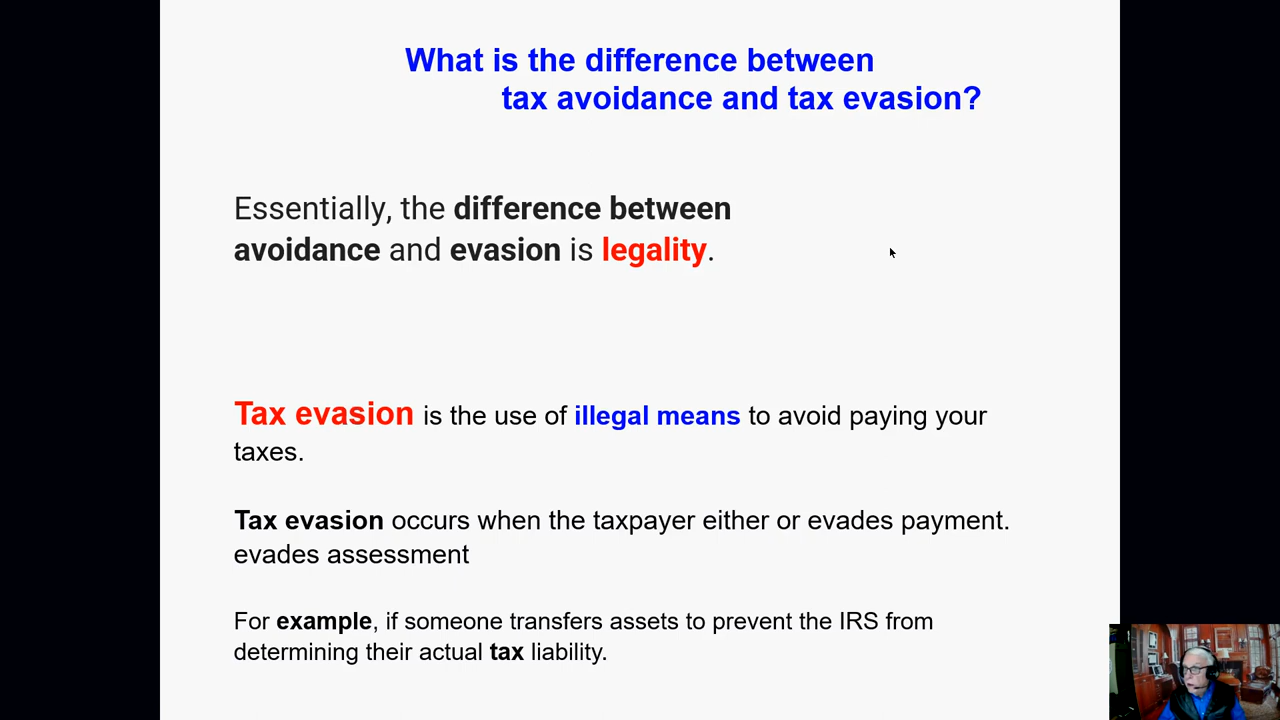 What is the difference between
tax avoidance and tax evasion?
Essentially, the difference between
avoidance and evasion is legality.
Tax evasion is the use of illegal means to avoid paying your
taxes.
Tax evasion occurs when the taxpayer either or evades payment.
evades assessment
For example, if someone transfers assets to prevent the IRS from
determining their actual tax liability.